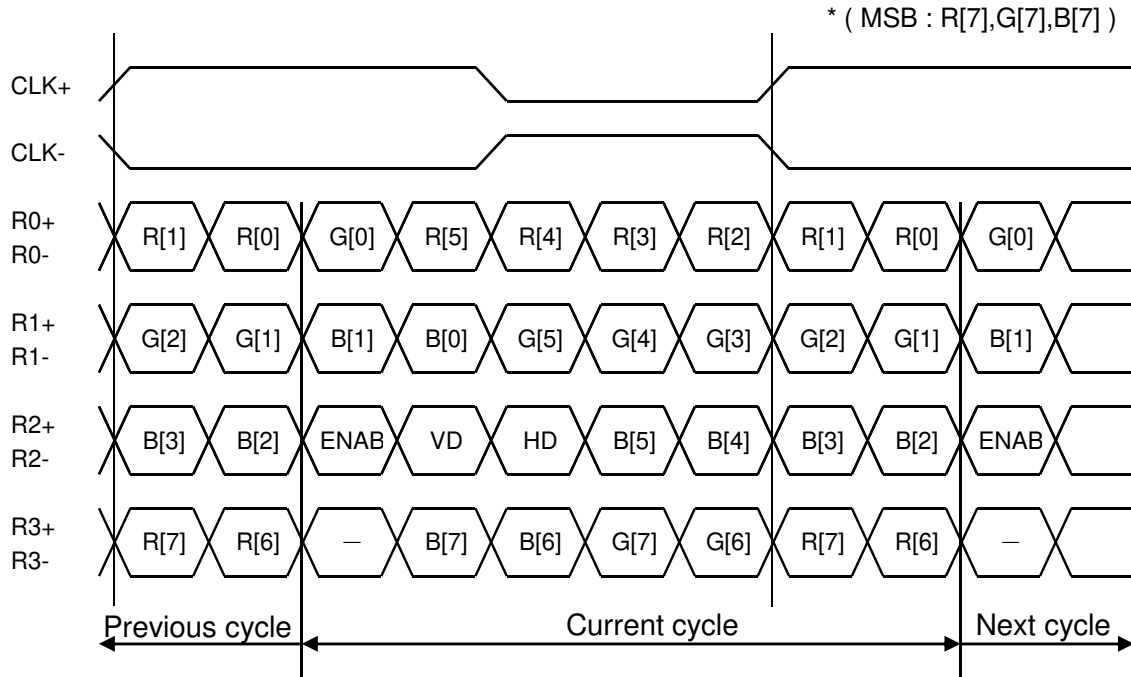 * ( MSB : R[7],G[7],B[7] )
CLK+
CLK-
R0+
R0-
R[1] R[0] G[0] R[5] R[4] R[3] R[2] R[1] R[0] G[0]
R1+
R1-
G[2] G[1] B[1] B[0] G[5] G[4] G[3] G[2] G[1] B[1]
R2+
R2-
B[3] B[2] ENAB VD HD B[5] B[4] B[3] B[2] ENAB
R3+
R3-
R[7] R[6] — B[7] B[6] G[7] G[6] R[7] R[6] —
Previous cycle Current cycle Next cycle